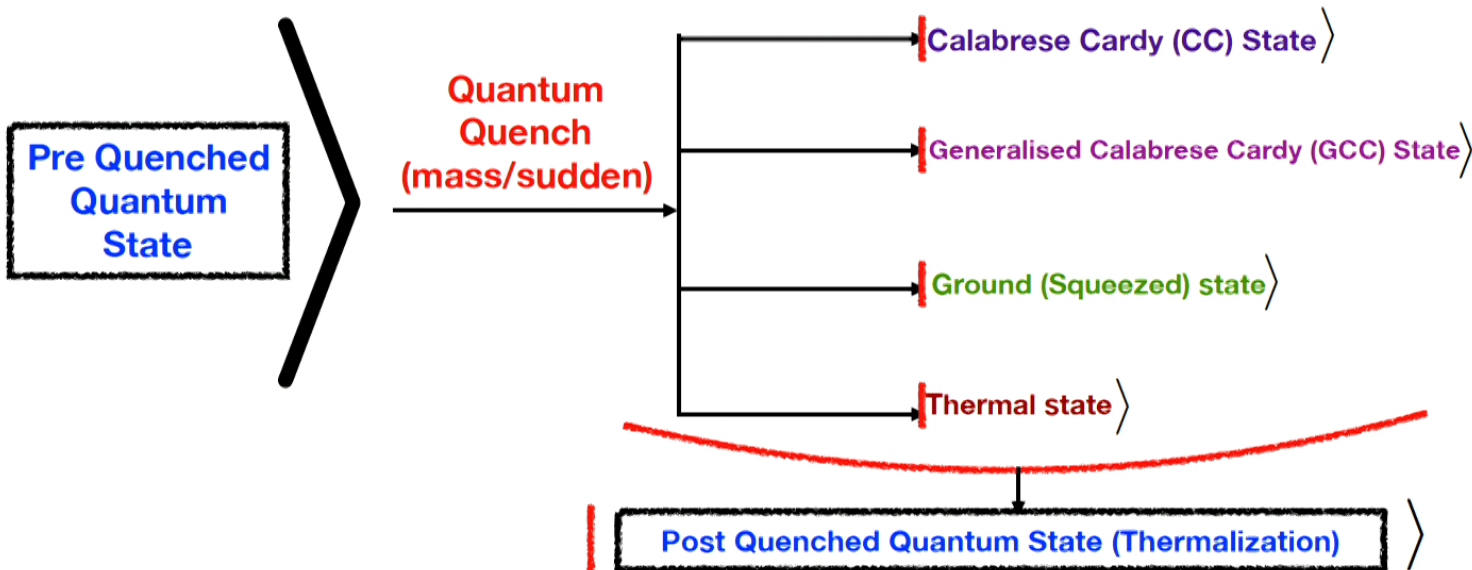 Pre Quenched
Quantum
State
Quantum
Quench
(mass/sudden)
Calabrese Cardy (CC) State
Generalised Calabrese Cardy (GCC) State
Ground (Squeezed) state
Thermal state
Post Quenched Quantum State (Thermalization)